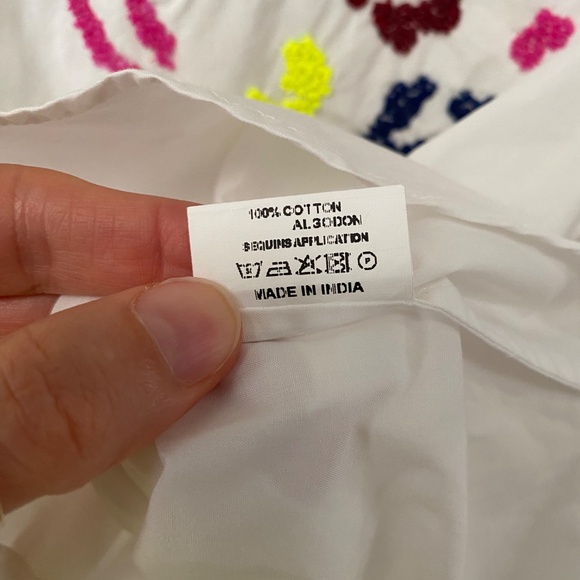 100% COTTON
ALGODON
SEQUINS APPLICATION
P
MADE IN INDIA